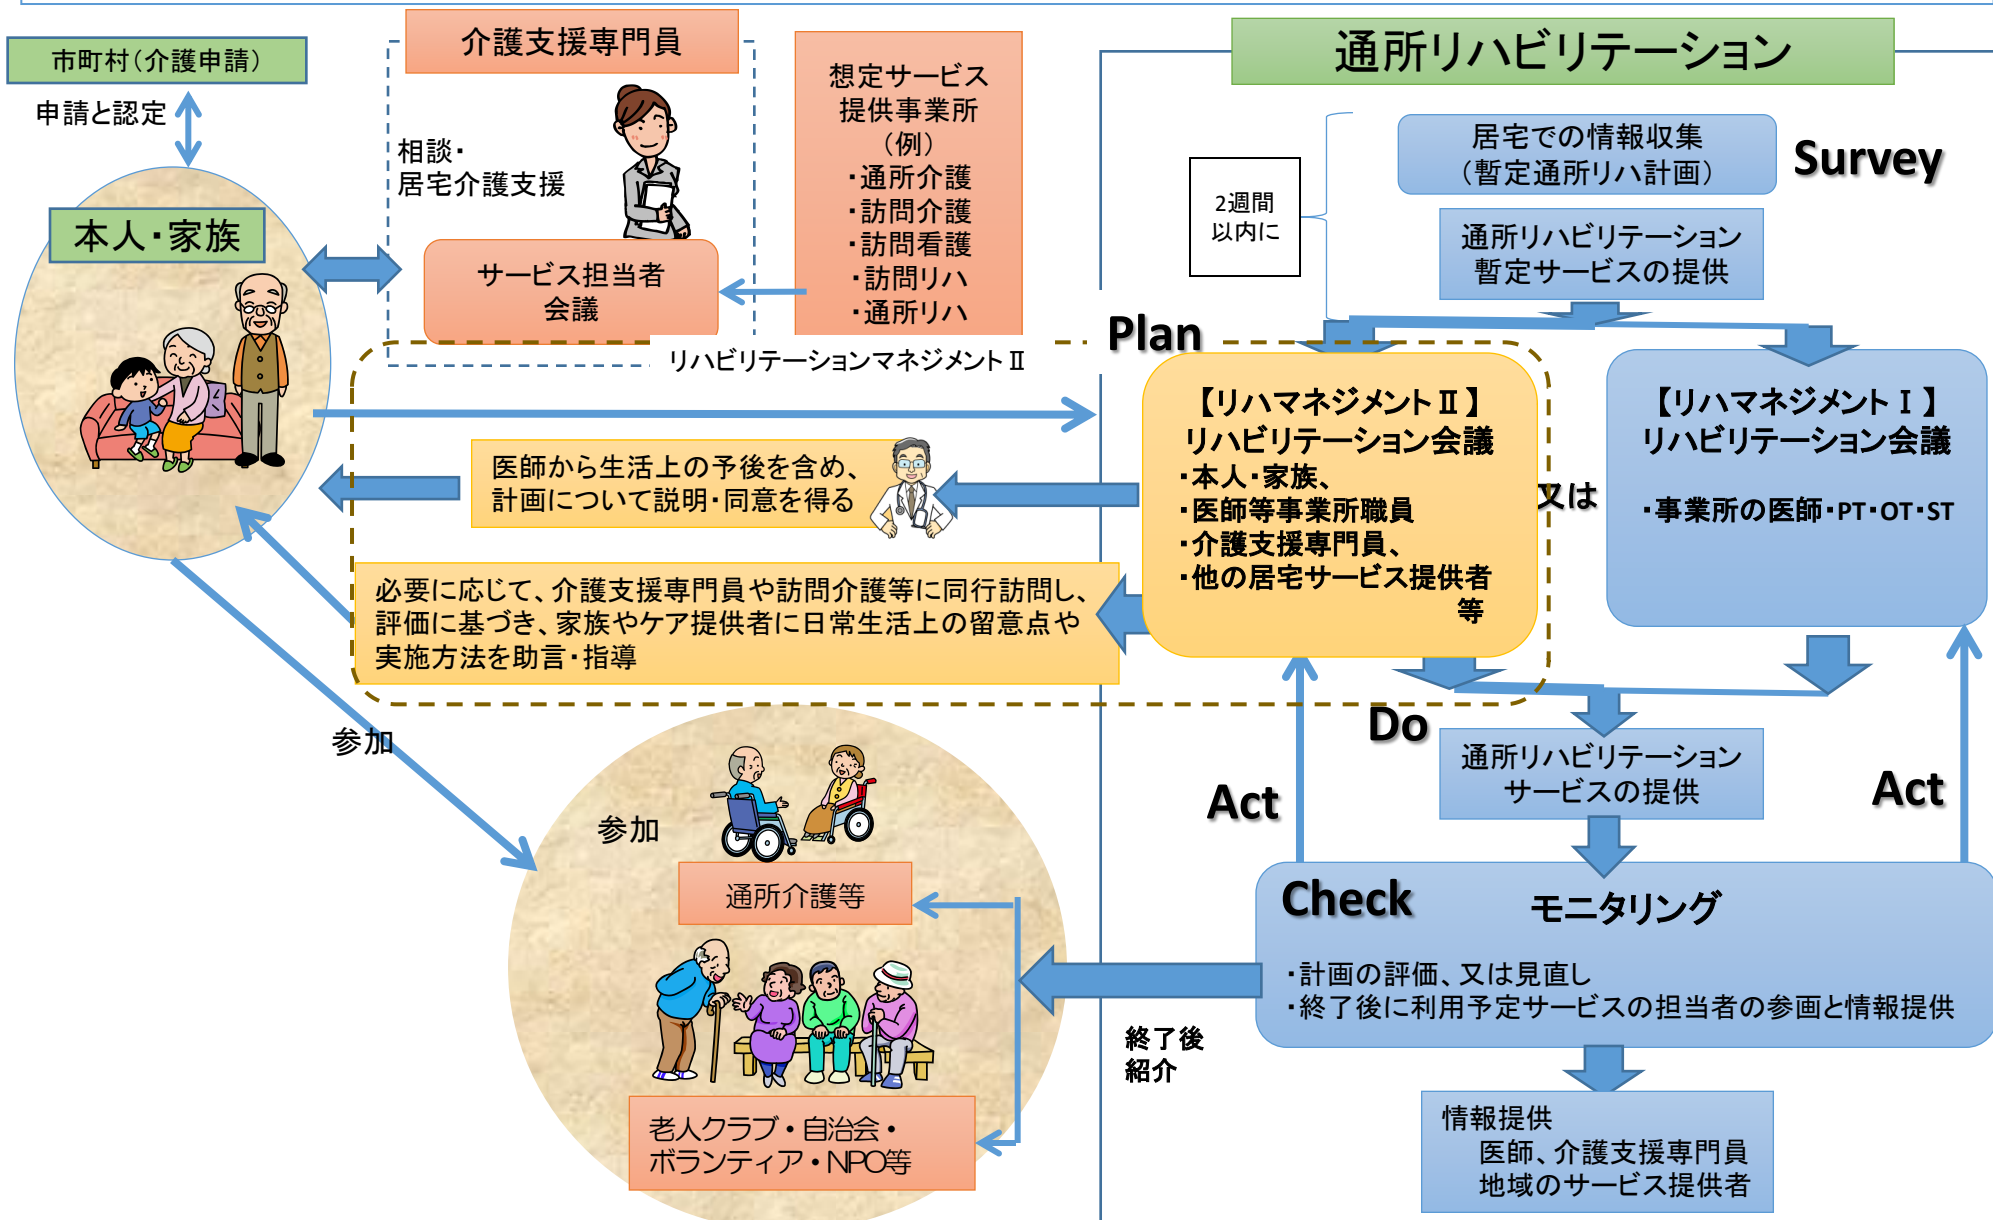 市町村（介護申請）
申請と認定
本人・家族
介護支援専門員
相談・
居宅介護支援
サービス担当者
会議
想定サービス
提供事業所
（例）
・通所介護
・訪問介護
・訪問看護
・訪問リハ
・通所リハ
リハビリテーションマネジメントⅡ
通所リハビリテーション
2週間
以内に
居宅での情報収集
（暫定通所リハ計画）
Survey
通所リハビリテーション
暫定サービスの提供
Plan
【リハマネジメントⅡ】
リハビリテーション会議
・本人・家族、
・医師等事業所職員
・介護支援専門員、
・他の居宅サービス提供者
等
又は
【リハマネジメントⅠ】
リハビリテーション会議
・事業所の医師・PT・OT・ST
医師から生活上の予後を含め、
計画について説明・同意を得る
必要に応じて、介護支援専門員や訪問介護等に同行訪問し、
評価に基づき、家族やケア提供者に日常生活上の留意点や
実施方法を助言・指導
参加
Do
通所リハビリテーション
サービスの提供
Act
Act
参加
通所介護等
老人クラブ・自治会・
ボランティア・NPO等
Check
モニタリング
・計画の評価、又は見直し
・終了後に利用予定サービスの担当者の参画と情報提供
終了後
紹介
情報提供
医師、介護支援専門員
地域のサービス提供者